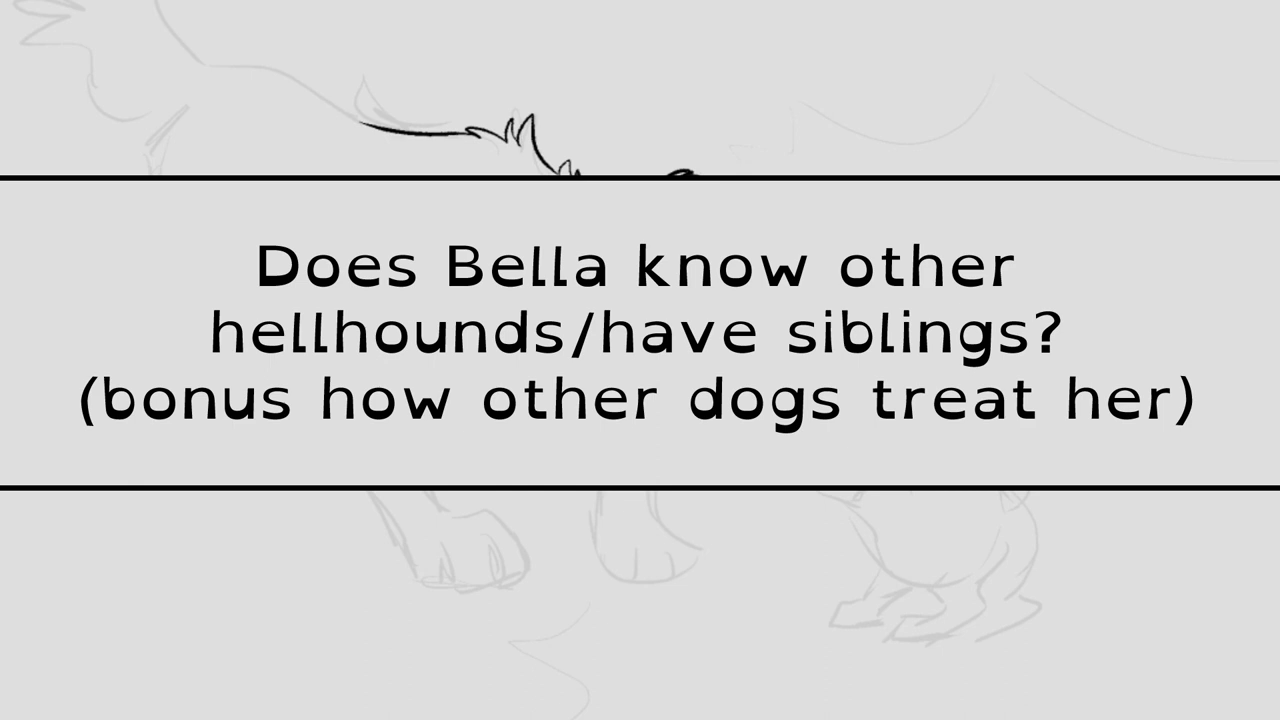 Does Bella know other
hellhounds/have siblings?
(bonus how other dogs treat her)